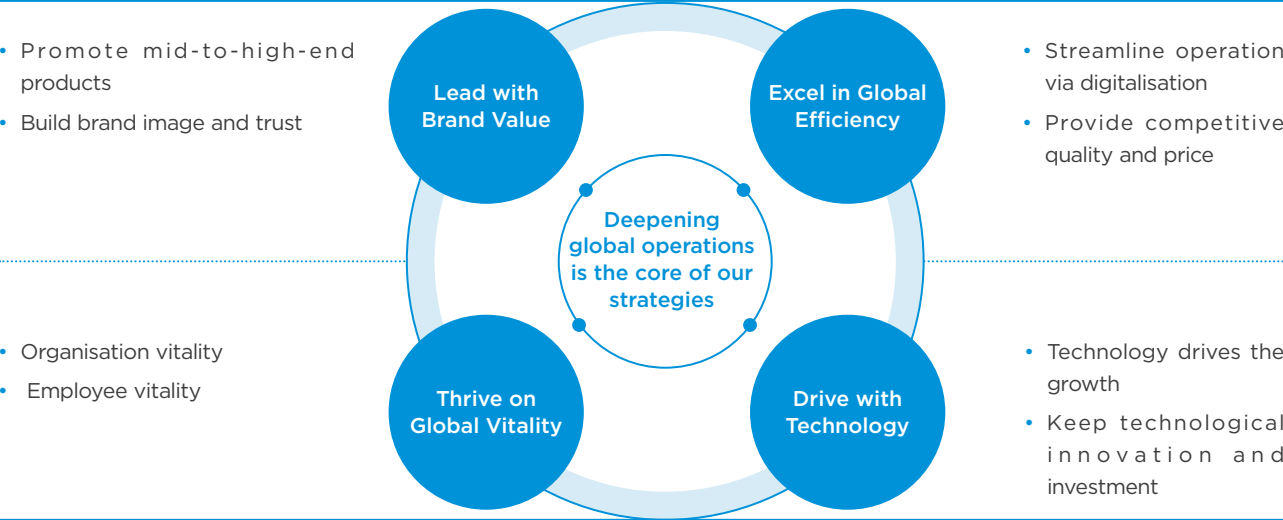 • Promote mid-to-high-end
products
• Build brand image and trust
Lead with
Brand Value
Excel in Global
Efficiency
• Streamline operation
via digitalisation
• Provide competitive
quality and price
Deepening
global operations
is the core of our
strategies
• Organisation vitality
• Employee vitality
Thrive on
Global Vitality
Drive with
Technology
• Technology drives the
growth
• Keep technological
innovation and
investment